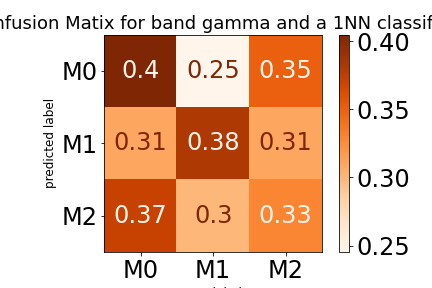 nfusion Matix for band gamma and a 1NN classif
0.40
M0 0.4 0.25 0.35
0.35
M1 0.31 0.38 0.31
0.30
M2 0.37 0.3 0.33
0.25
M0 M1 M2
predicted label